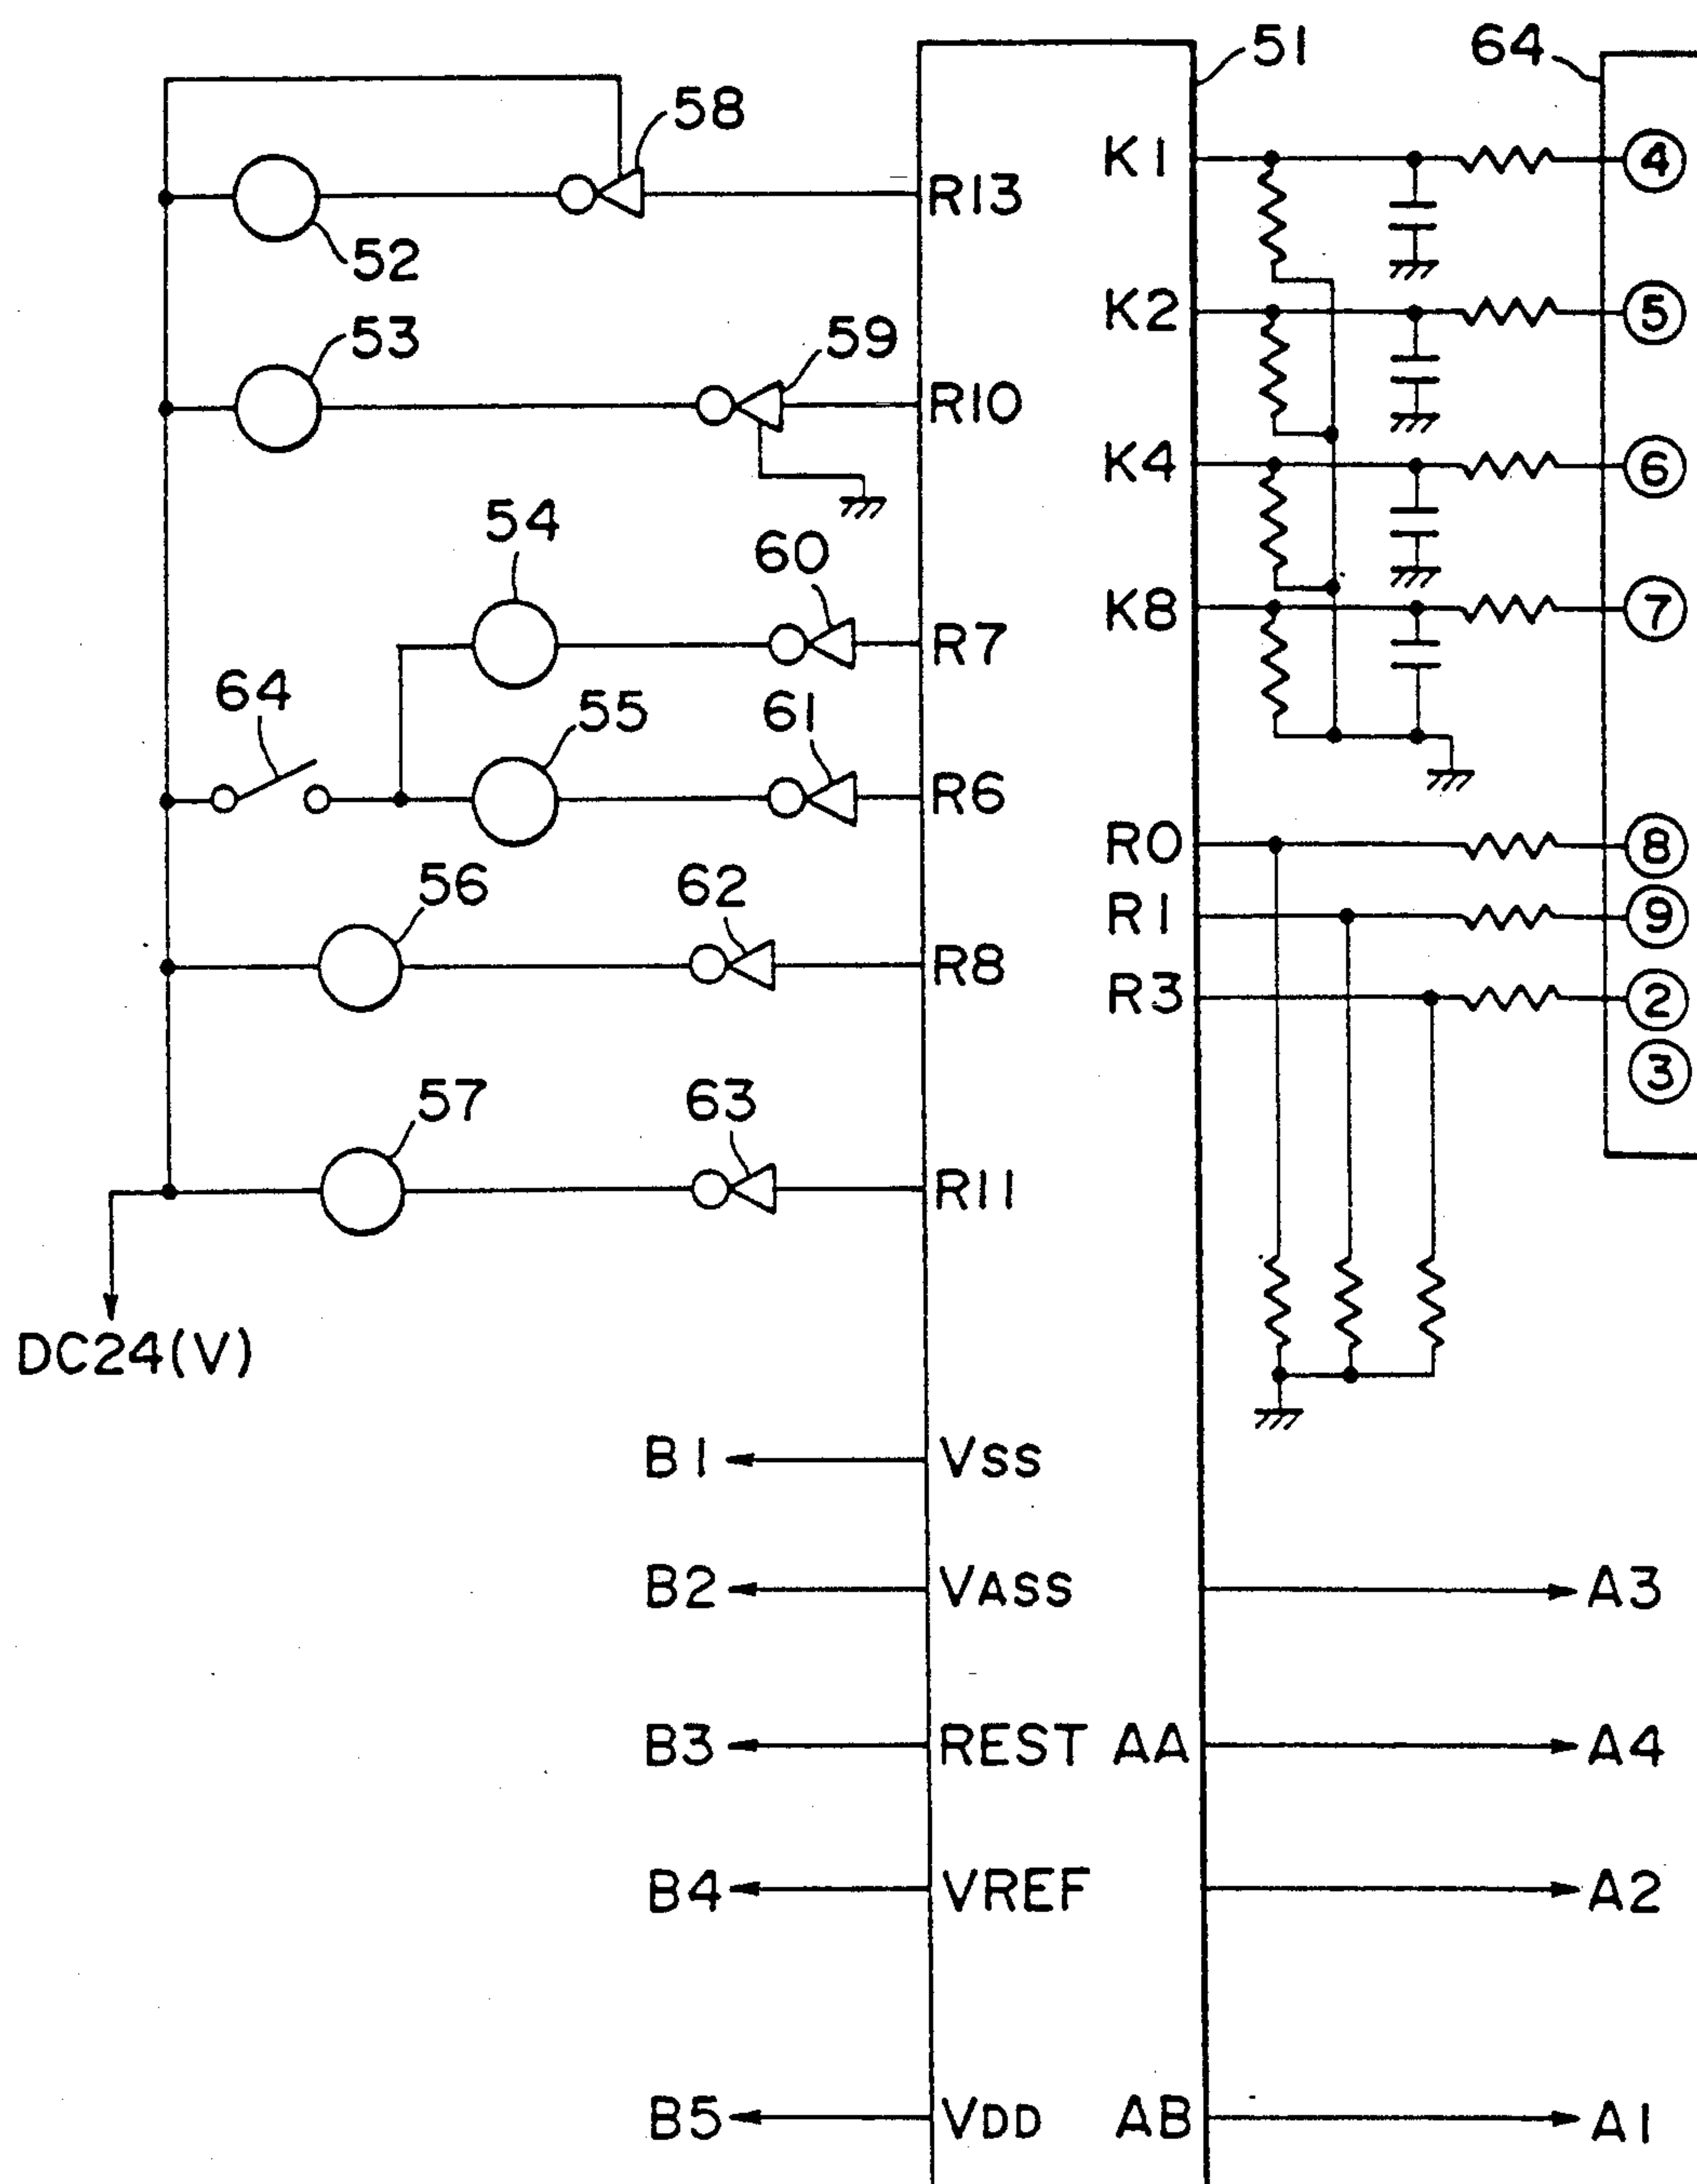 51
64
58
K1
④
R13
52
K2
⑤
53
59
R10
K4
⑥
54
60
K8
⑦
R7
64
55
61
R6
R0
⑧
56
62
R1
⑨
R8
R3
②
③
57
63
R11
DC24(V)
B1
VSS
B2
VASS
A3
B3
REST
AA
A4
B4
VREF
A2
B5
VDD
AB
A1